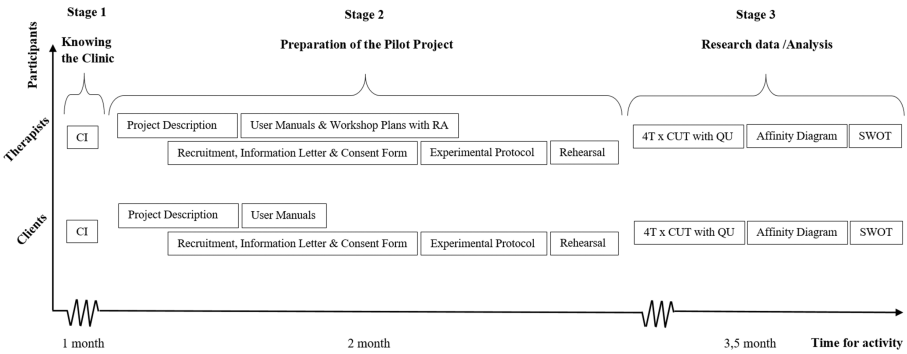 Stage 1
Stage 2
Stage 3
Knowing
the Clinic
Preparation of the Pilot Project
Research data /Analysis
Participants
Therapists
CI
Project Description
User Manuals & Workshop Plans with RA
Recruitment, Information Letter & Consent Form
Experimental Protocol
Rehearsal
4T x CUT with QU
Affinity Diagram
SWOT
Clients
CI
Project Description
User Manuals
Recruitment, Information Letter & Consent Form
Experimental Protocol
Rehearsal
4T x CUT with QU
Affinity Diagram
SWOT
1 month
2 month
3,5 month
Time for activity